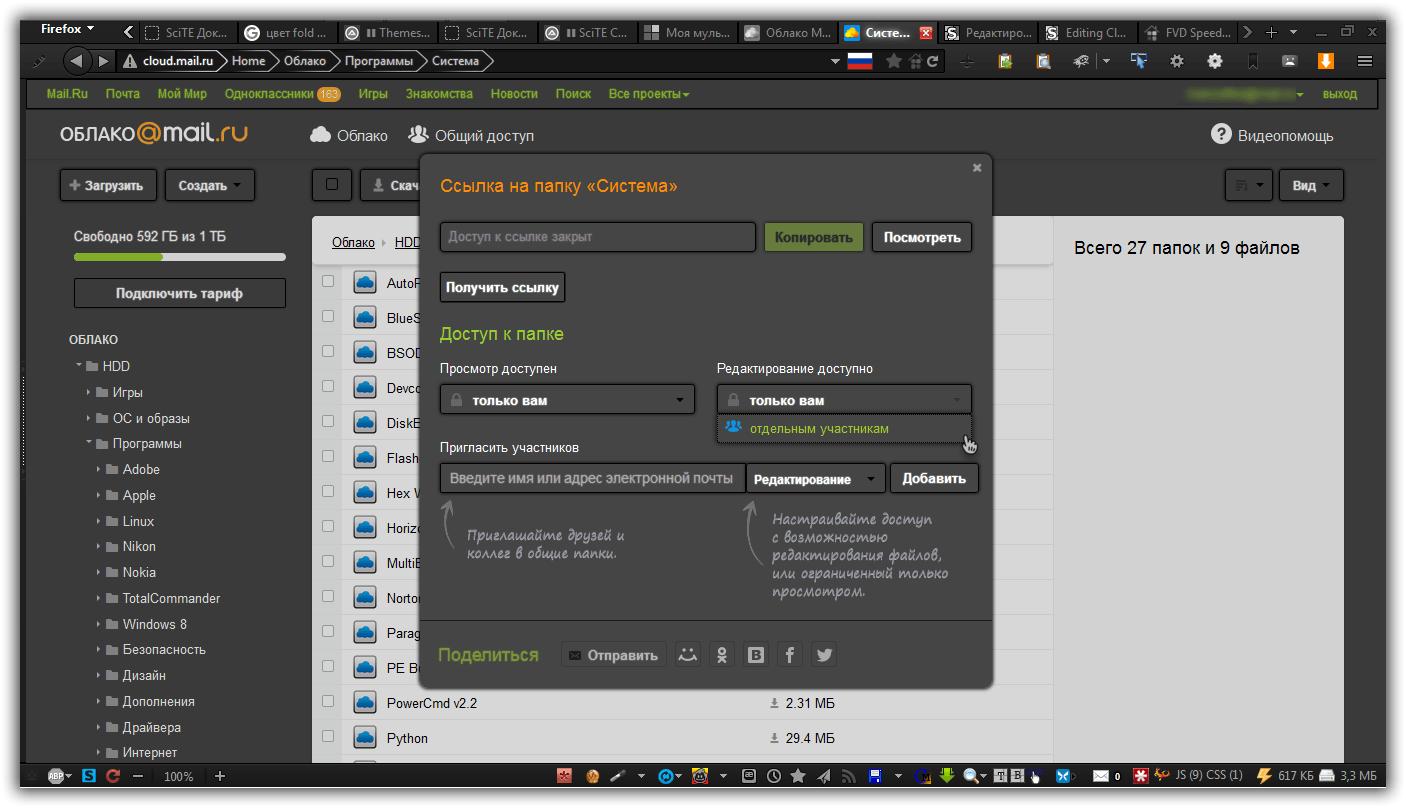 Firefox
SciTE Док...
цвет fold ...
Themes...
SciTE Док...
SciTE C...
Моя муль...
Облако М...
Систе...
Редактиро...
Editing Cl...
FVD Speed...
cloud.mail.ru Home Облако Программы Система
Mail.Ru Почта Мой Мир Одноклассники 163 Игры Знакомства Новости Поиск Все проекты
выход
ОБЛАКО@mail.ru
Облако
Общий доступ
Видеопомощь
Загрузить
Создать
Скач
Вид
Свободно 592 ГБ из 1 ТБ
Подключить тариф
ОБЛАКО
HDD
Игры
ОС и образы
Программы
Adobe
Apple
Linux
Nikon
Nokia
TotalCommander
Windows 8
Безопасность
Дизайн
Дополнения
Драйвера
Интернет
Облако HDD
AutoR
BlueS
BSOD
Devco
DiskE
Flash
Hex W
Horizo
MultiB
Norto
Parag
PE B
PowerCmd v2.2 2.31 МБ
Python 29.4 МБ
Всего 27 папок и 9 файлов
Ссылка на папку «Система»
Доступ к ссылке закрыт
Копировать
Посмотреть
Получить ссылку
Доступ к папке
Просмотр доступен
Редактирование доступно
только вам
только вам
отдельным участникам
Пригласить участников
Введите имя или адрес электронной почты
Редактирование
Добавить
Приглашайте друзей и
коллег в общие папки.
Настраивайте доступ
с возможностью
редактирования файлов,
или ограниченный только
просмотром.
Поделиться
Отправить
ABP
100%
0
JS (9) CSS (1)
617 КБ
3,3 МБ